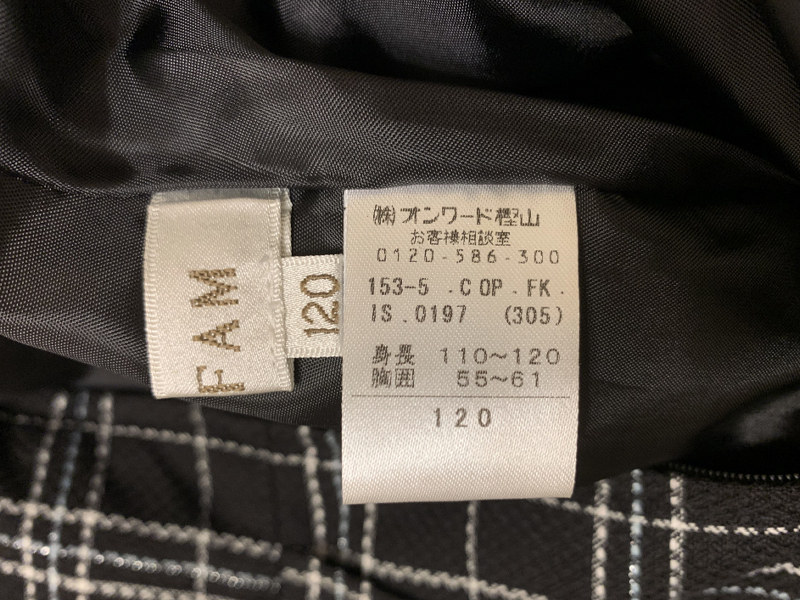 FAM
120
㈱オンワード樫山
お客様相談室
0120-586-300
153-5 .COP.FK.
IS.0197 (305)
身長 110~120
胸囲 55~61
120